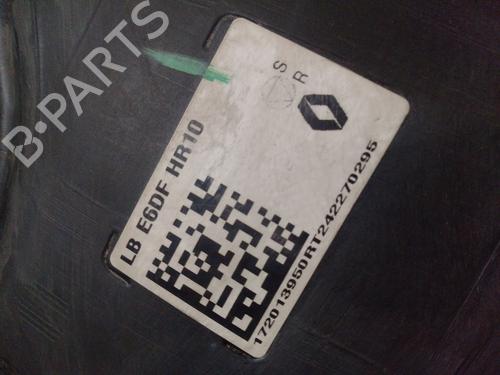 B-PARTS
S
R
LB E6DF HR10
172013950RT242270295